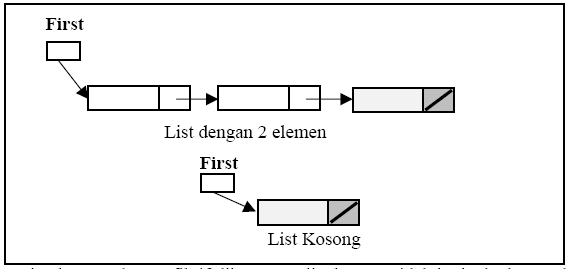 First
List dengan 2 elemen
First
List Kosong